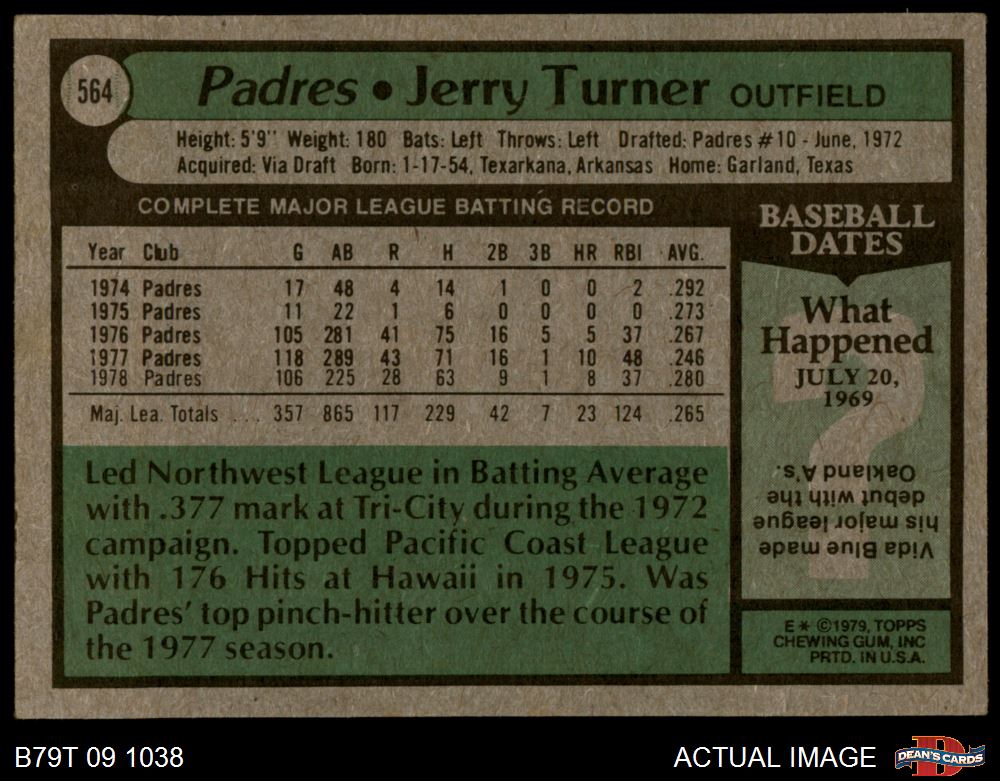 564
Padres • Jerry Turner OUTFIELD
Height: 5'9" Weight: 180 Bats: Left Throws: Left Drafted: Padres #10 - June, 1972
Acquired: Via Draft Born: 1-17-54, Texarkana, Arkansas Home: Garland, Texas
COMPLETE MAJOR LEAGUE BATTING RECORD
Year Club G AB R H 2B 3B HR RBI AVG.
1974 Padres 17 48 4 14 1 0 0 2 .292
1975 Padres 11 22 1 6 0 0 0 0 .273
1976 Padres 105 281 41 75 16 5 5 37 .267
1977 Padres 118 289 43 71 16 1 10 48 .246
1978 Padres 106 225 28 63 9 1 8 37 .280
Maj. Lea. Totals .... 357 865 117 229 42 7 23 124 .265
Led Northwest League in Batting Average
with .377 mark at Tri-City during the 1972
campaign. Topped Pacific Coast League
with 176 Hits at Hawaii in 1975. Was
Padres' top pinch-hitter over the course of
the 1977 season.
BASEBALL
DATES
What
Happened
JULY 20,
1969
Vida Blue made
his major league
debut with the
Oakland A's.
E * ©1979, TOPPS
CHEWING GUM, INC
PRTD. IN U.S.A.
B79T 09 1038
ACTUAL IMAGE
D
DEAN'S CARDS